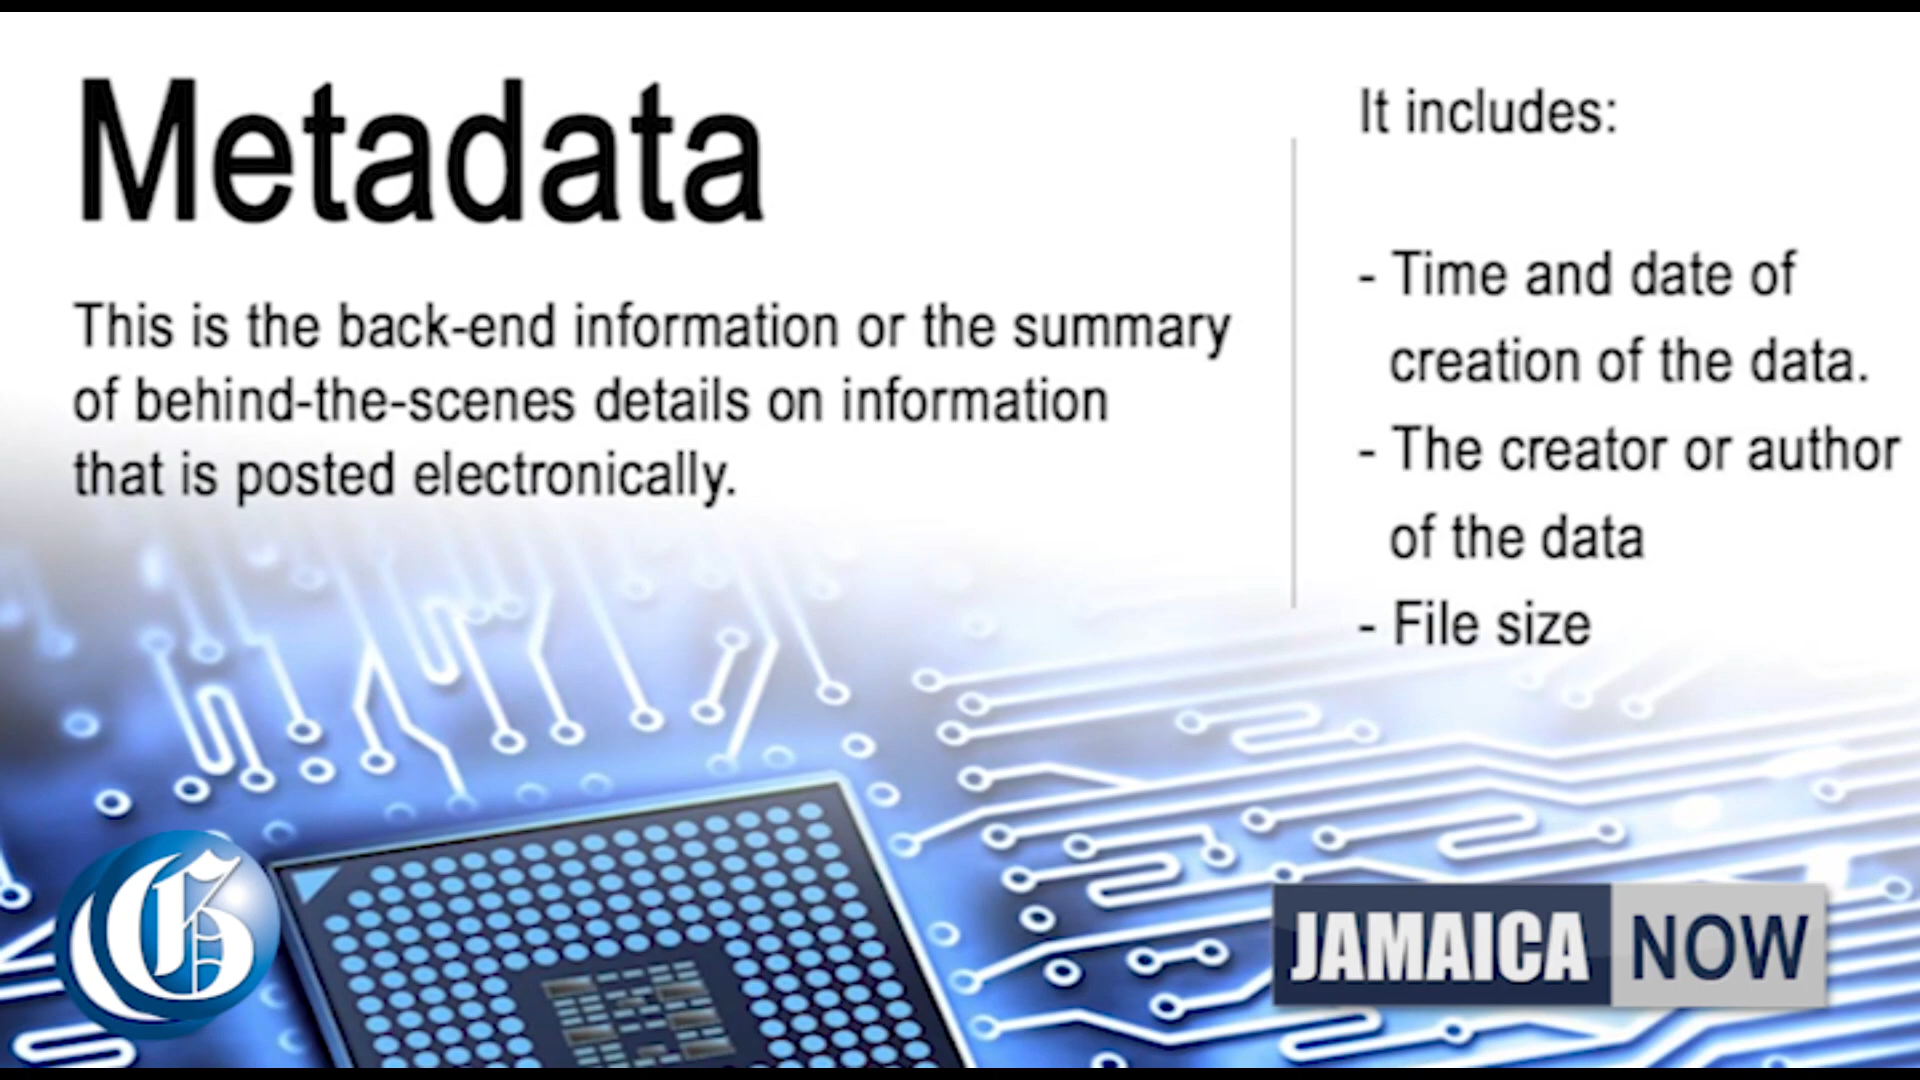 Metadata
This is the back-end information or the summary
of behind-the-scenes details on information
that is posted electronically.
It includes:
- Time and date of
creation of the data.
- The creator or author
of the data
- File size
G
JAMAICA NOW